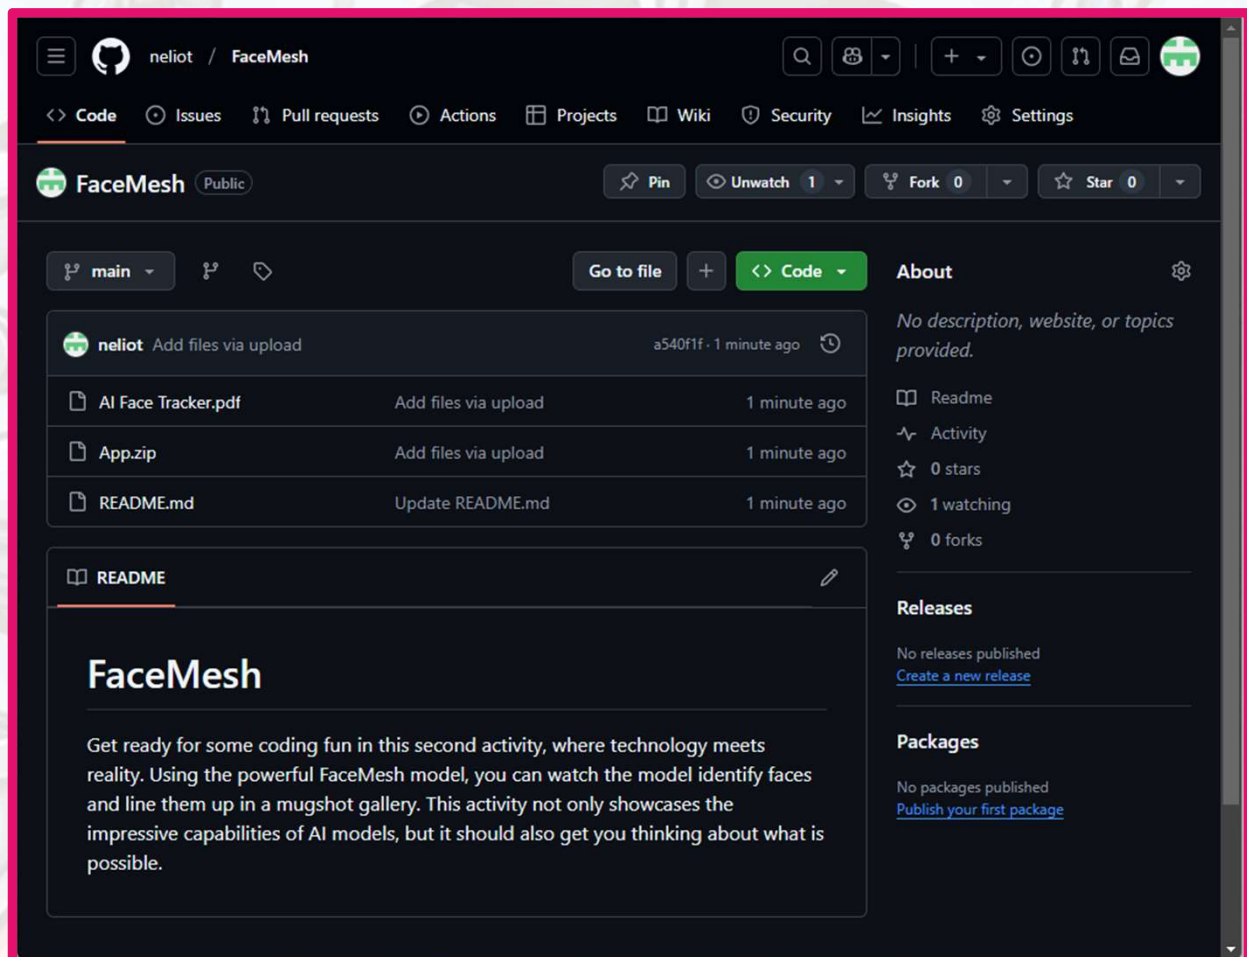 neliot / FaceMesh
Code Issues Pull requests Actions Projects Wiki Security Insights Settings
FaceMesh Public Pin Unwatch 1 Fork 0 Star 0
main Go to file Code
neliot Add files via upload a540f1f · 1 minute ago
AI Face Tracker.pdf Add files via upload 1 minute ago
App.zip Add files via upload 1 minute ago
README.md Update README.md 1 minute ago
README
FaceMesh
Get ready for some coding fun in this second activity, where technology meets
reality. Using the powerful FaceMesh model, you can watch the model identify faces
and line them up in a mugshot gallery. This activity not only showcases the
impressive capabilities of AI models, but it should also get you thinking about what is
possible.
About
No description, website, or topics
provided.
Readme
Activity
0 stars
1 watching
0 forks
Releases
No releases published
Create a new release
Packages
No packages published
Publish your first package